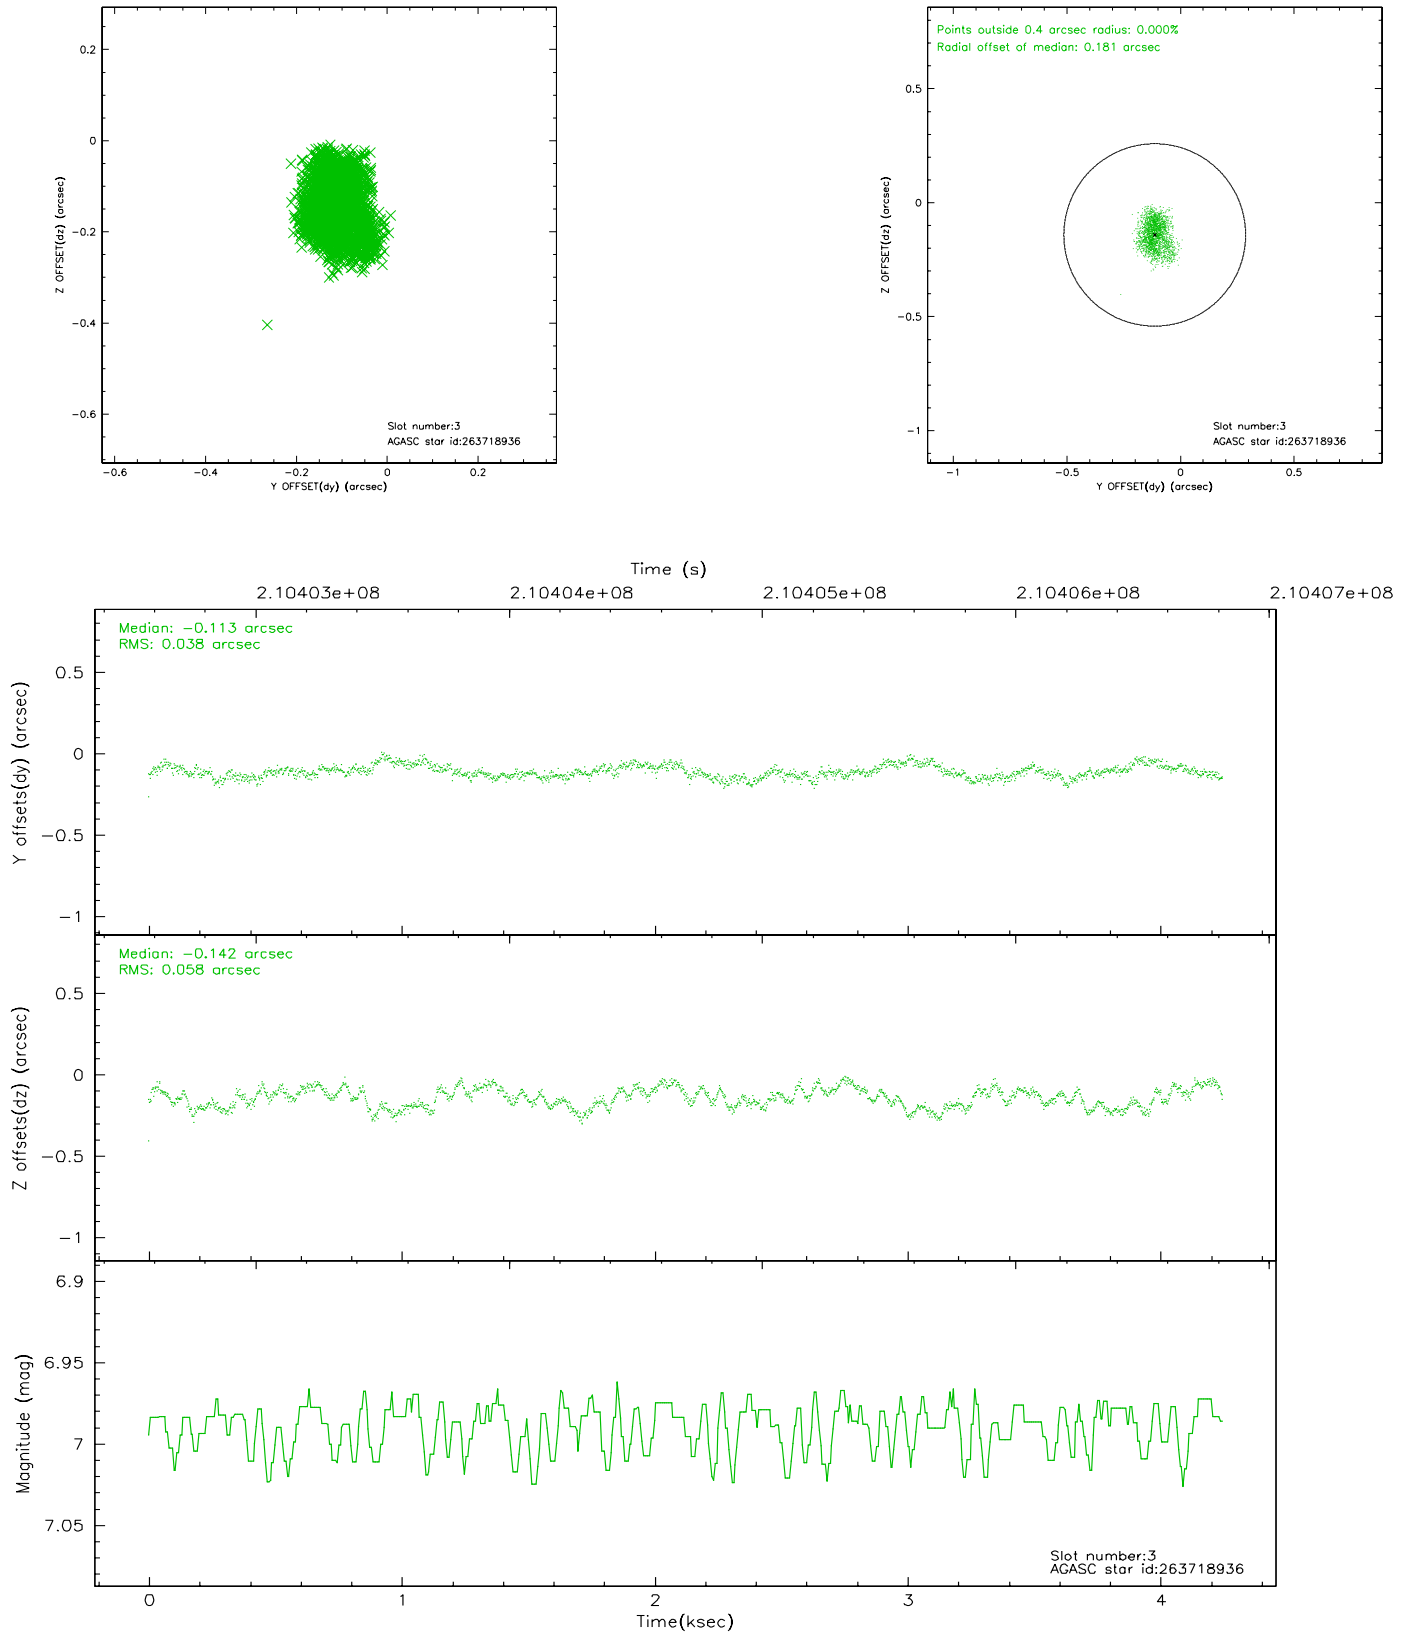 0.2
0
−0.2
−0.4
−0.6
Z OFFSET(dz) (arcsec)
Slot number:3
AGASC star id:263718936
−0.6 −0.4 −0.2 0 0.2
Y OFFSET(dy) (arcsec)
Points outside 0.4 arcsec radius: 0.000%
Radial offset of median: 0.181 arcsec
0.5
0
−0.5
−1
Z OFFSET(dz) (arcsec)
Slot number:3
AGASC star id:263718936
−1 −0.5 0 0.5
Y OFFSET(dy) (arcsec)
Time (s)
2.10403e+08 2.10404e+08 2.10405e+08 2.10406e+08 2.10407e+08
Median: −0.113 arcsec
RMS: 0.038 arcsec
0.5
0
−0.5
−1
Y offsets(dy) (arcsec)
Median: −0.142 arcsec
RMS: 0.058 arcsec
0.5
0
−0.5
−1
Z offsets(dz) (arcsec)
6.9
6.95
7
7.05
Magnitude (mag)
Slot number:3
AGASC star id:263718936
0 1 2 3 4
Time(ksec)